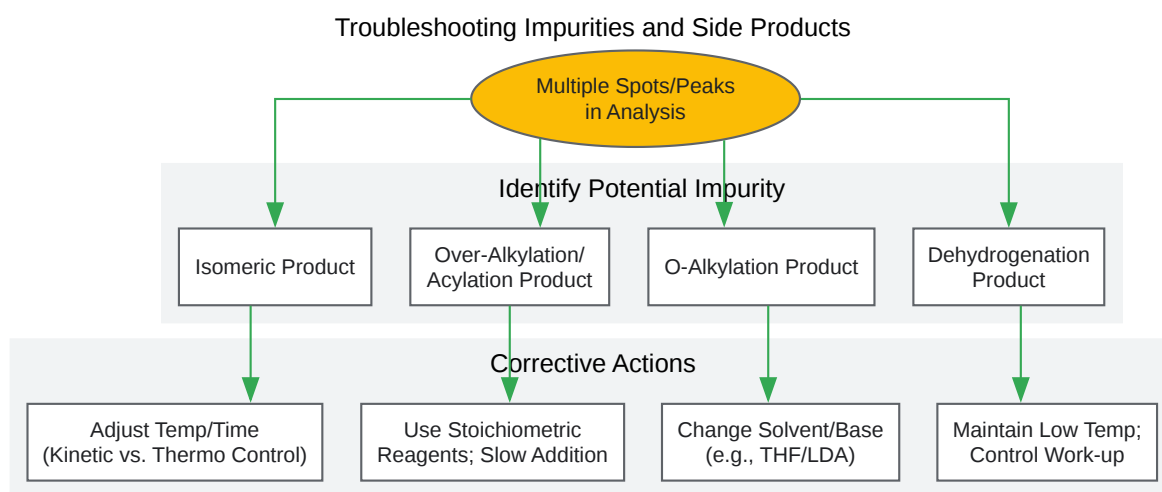 Troubleshooting Impurities and Side Products
Multiple Spots/Peaks
in Analysis
Identify Potential Impurity
Isomeric Product
Over-Alkylation/
Acylation Product
O-Alkylation Product
Dehydrogenation
Product
Corrective Actions
Adjust Temp/Time
(Kinetic vs. Thermo Control)
Use Stoichiometric
Reagents; Slow Addition
Change Solvent/Base
(e.g., THF/LDA)
Maintain Low Temp;
Control Work-up